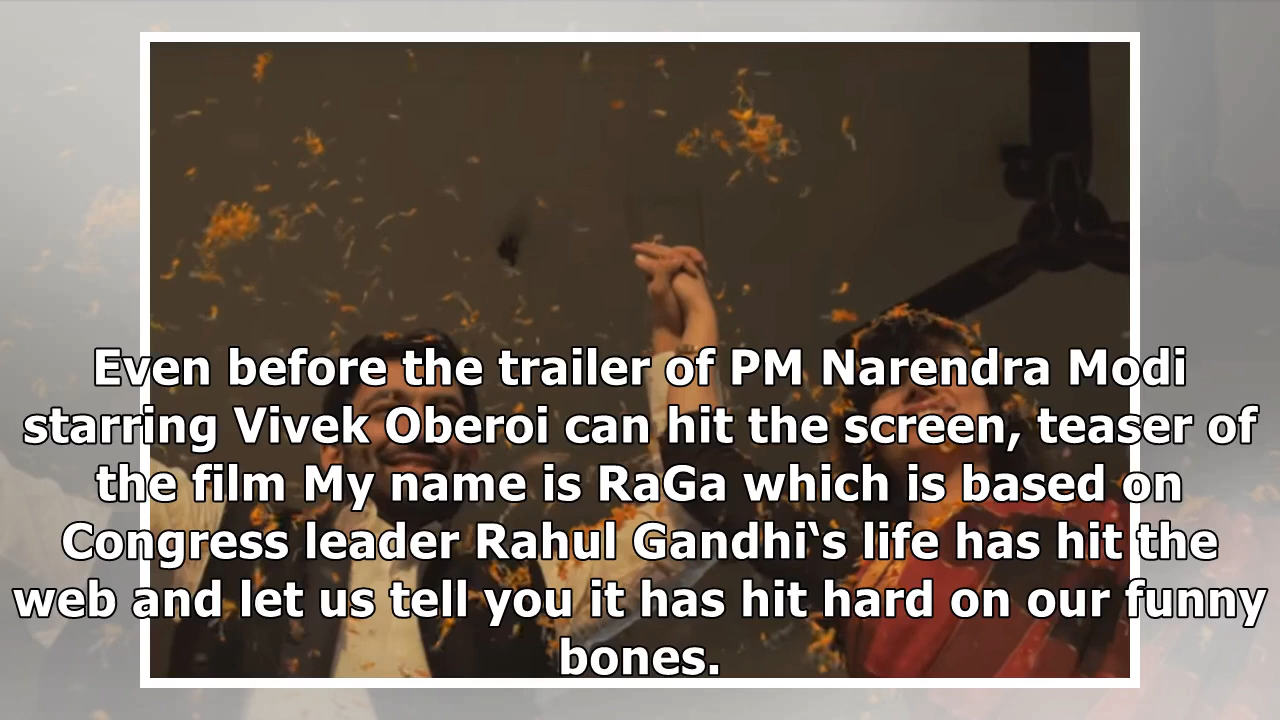 Even before the trailer of PM Narendra Modi
starring Vivek Oberoi can hit the screen, teaser of
the film My name is RaGa which is based on
Congress leader Rahul Gandhi‘s life has hit the
web and let us tell you it has hit hard on our funny
bones.